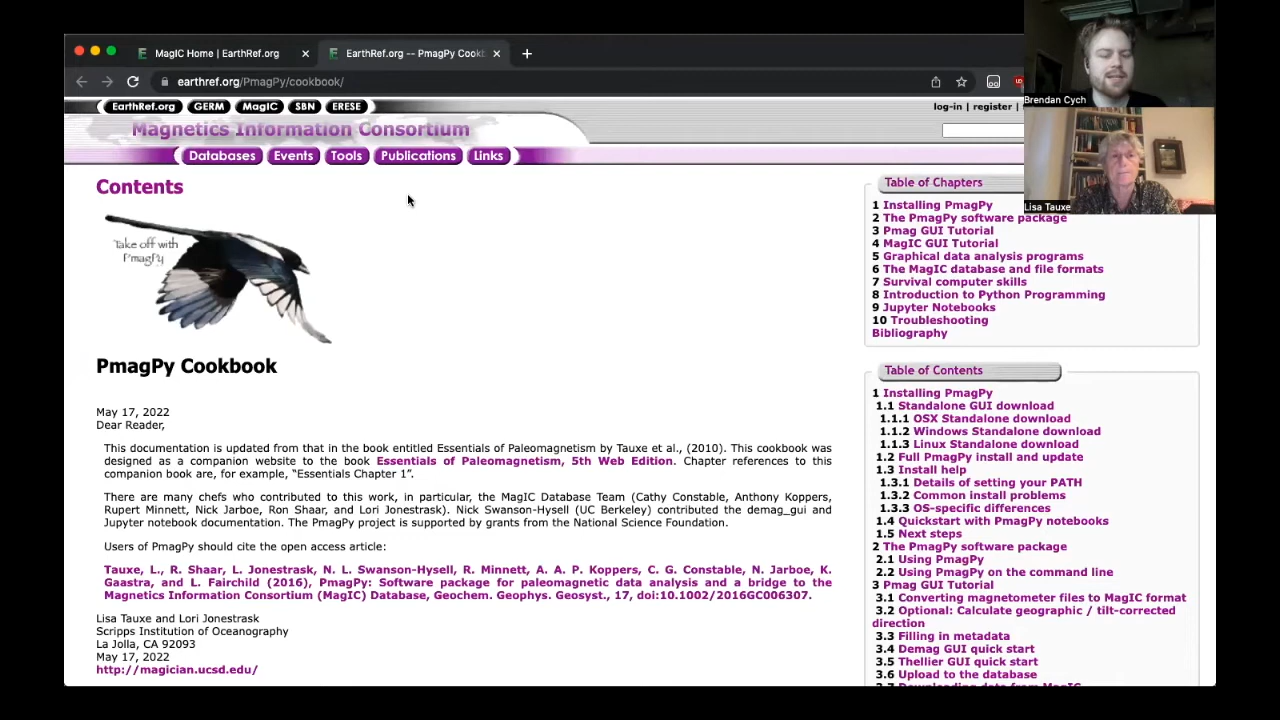 MagIC Home | EarthRef.org
EarthRef.org -- PmagPy Cook
earthref.org/PmagPy/cookbook/
EarthRef.org GERM MagIC SBN ERESE
log-in | register |
Magnetics Information Consortium
Databases Events Tools Publications Links
Brendan Cych
Lisa Tauxe
Contents
Take off with
PmagPy
PmagPy Cookbook
May 17, 2022
Dear Reader,
This documentation is updated from that in the book entitled Essentials of Paleomagnetism by Tauxe et al., (2010). This cookbook was
designed as a companion website to the book Essentials of Paleomagnetism, 5th Web Edition. Chapter references to this
companion book are, for example, “Essentials Chapter 1”.
There are many chefs who contributed to this work, in particular, the MagIC Database Team (Cathy Constable, Anthony Koppers,
Rupert Minnett, Nick Jarboe, Ron Shaar, and Lori Jonestrask). Nick Swanson-Hysell (UC Berkeley) contributed the demag_gui and
Jupyter notebook documentation. The PmagPy project is supported by grants from the National Science Foundation.
Users of PmagPy should cite the open access article:
Tauxe, L., R. Shaar, L. Jonestrask, N. L. Swanson-Hysell, R. Minnett, A. A. P. Koppers, C. G. Constable, N. Jarboe, K.
Gaastra, and L. Fairchild (2016), PmagPy: Software package for paleomagnetic data analysis and a bridge to the
Magnetics Information Consortium (MagIC) Database, Geochem. Geophys. Geosyst., 17, doi:10.1002/2016GC006307.
Lisa Tauxe and Lori Jonestrask
Scripps Institution of Oceanography
La Jolla, CA 92093
May 17, 2022
http://magician.ucsd.edu/
Table of Chapters
1 Installing PmagPy
2 The PmagPy software package
3 Pmag GUI Tutorial
4 MagIC GUI Tutorial
5 Graphical data analysis programs
6 The MagIC database and file formats
7 Survival computer skills
8 Introduction to Python Programming
9 Jupyter Notebooks
10 Troubleshooting
Bibliography
Table of Contents
1 Installing PmagPy
1.1 Standalone GUI download
1.1.1 OSX Standalone download
1.1.2 Windows Standalone download
1.1.3 Linux Standalone download
1.2 Full PmagPy install and update
1.3 Install help
1.3.1 Details of setting your PATH
1.3.2 Common install problems
1.3.3 OS-specific differences
1.4 Quickstart with PmagPy notebooks
1.5 Next steps
2 The PmagPy software package
2.1 Using PmagPy
2.2 Using PmagPy on the command line
3 Pmag GUI Tutorial
3.1 Converting magnetometer files to MagIC format
3.2 Optional: Calculate geographic / tilt-corrected
direction
3.3 Filling in metadata
3.4 Demag GUI quick start
3.5 Thellier GUI quick start
3.6 Upload to the database
3.7 Downloading data from MagIC